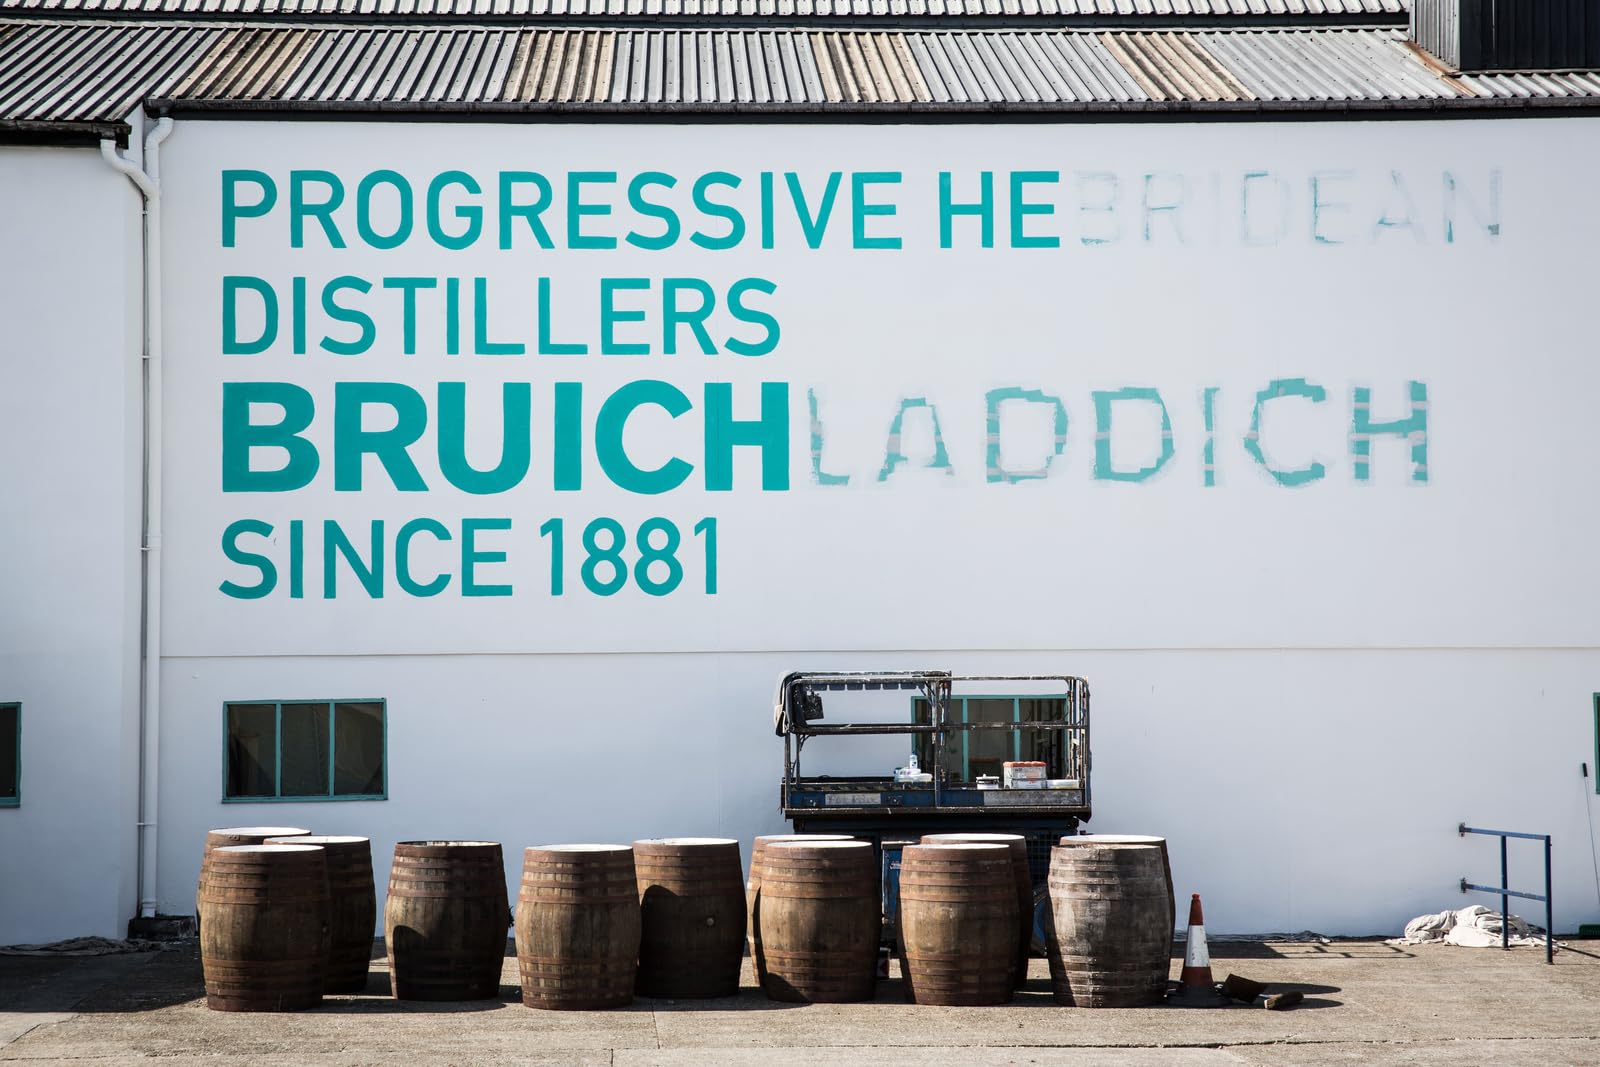 PROGRESSIVE HEBRIDEAN
DISTILLERS
BRUICHLADDICH
SINCE 1881